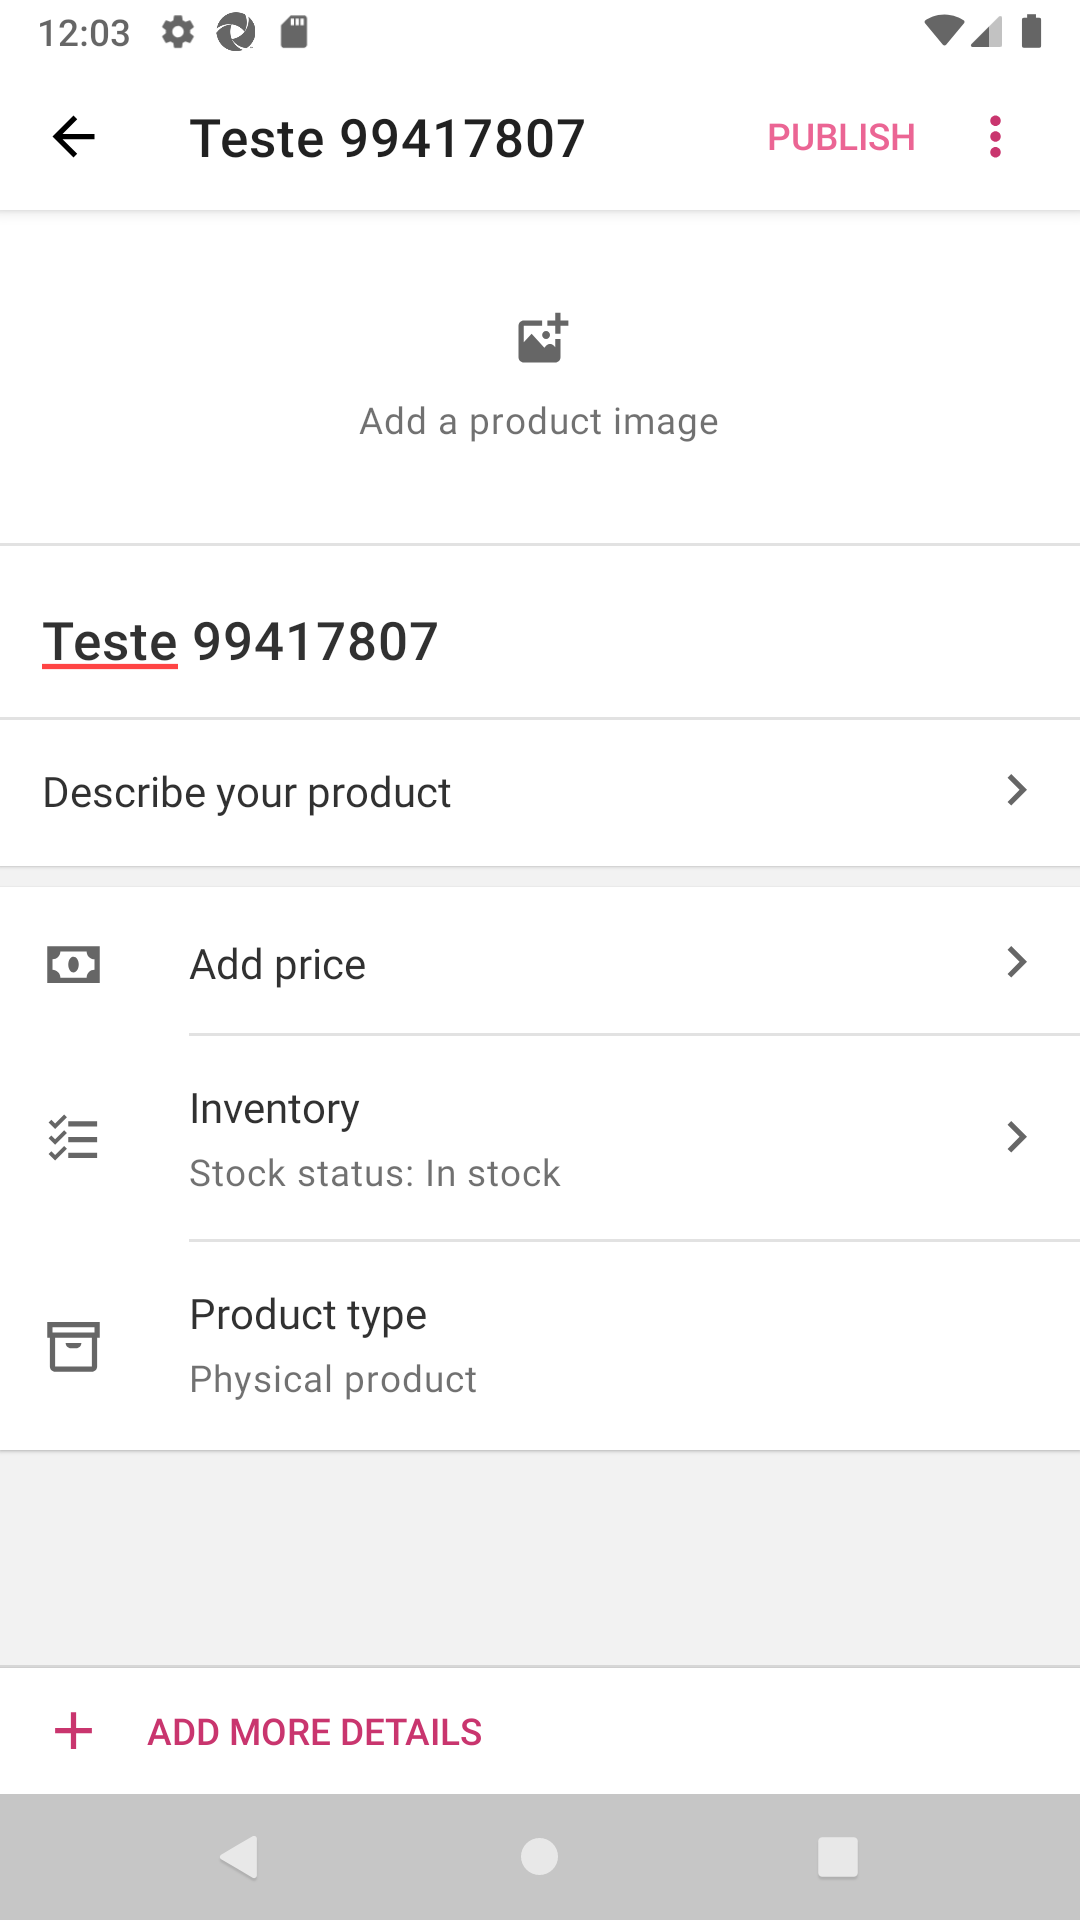 12:03
Teste 99417807
PUBLISH
Add a product image
Teste 99417807
Describe your product
Add price
Inventory
Stock status: In stock
Product type
Physical product
ADD MORE DETAILS